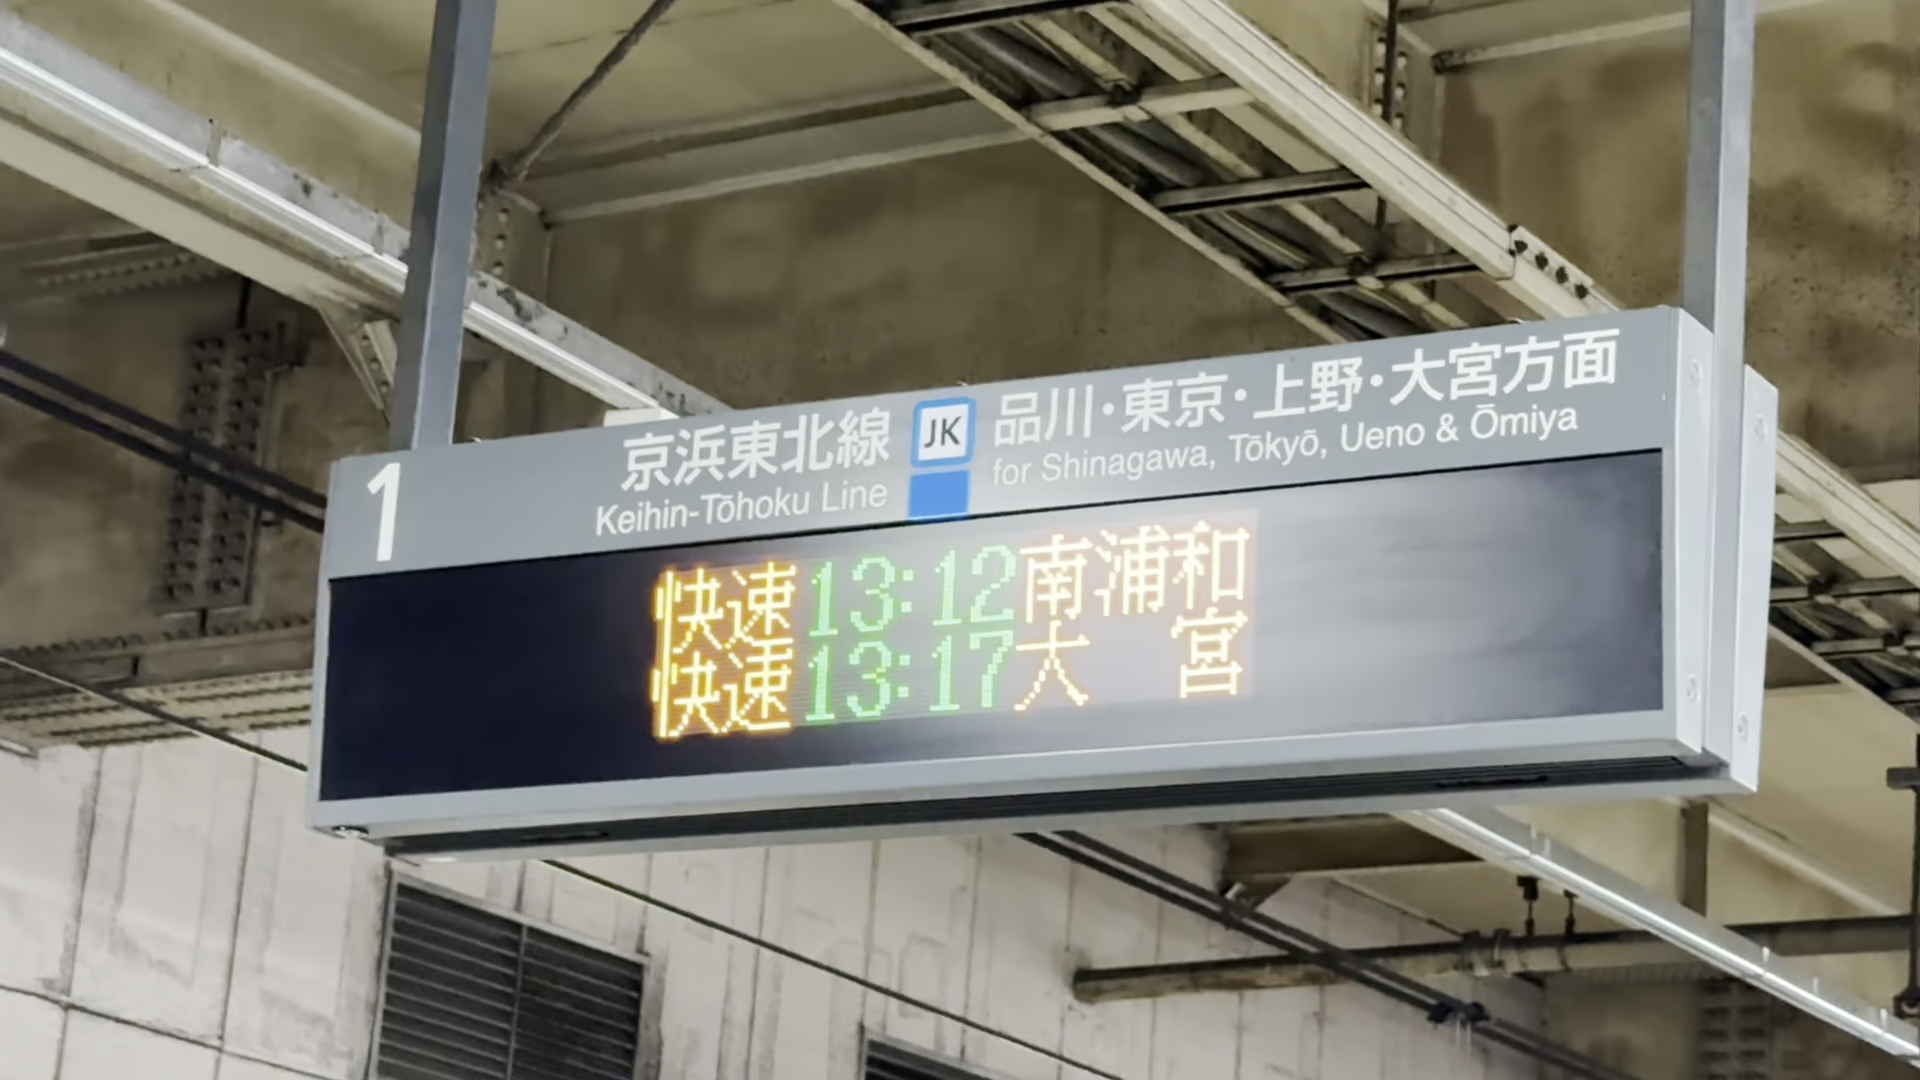 1
京浜東北線 JK 品川・東京・上野・大宮方面
Keihin-Tōhoku Line for Shinagawa, Tōkyō, Ueno & Ōmiya
快速 13:12 南浦和
快速 13:17 大宮